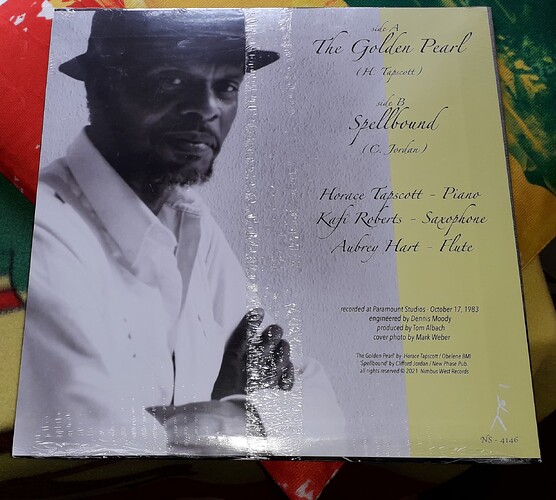 side A
The Golden Pearl
(H. Tapscott)
side B
Spellbound
(C. Jordan)
Horace Tapscott - Piano
Kafi Roberts - Saxophone
Aubrey Hart - Flute
recorded at Paramount Studios · October 17, 1983
engineered by Dennis Moody
produced by Tom Albach
cover photo by Mark Weber
'The Golden Pearl' by Horace Tapscott / Obelene BMI
'Spellbound' by Clifford Jordan / New Phase Pub.
all rights reserved © 2021 Nimbus West Records
NS - 4146